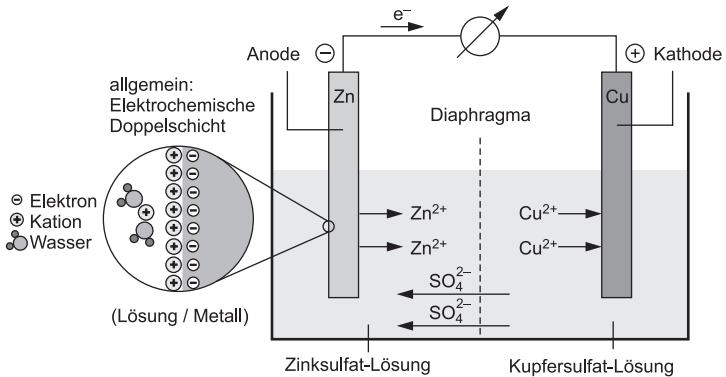 e⁻
Anode
⊖
⊕
Kathode
allgemein:
Elektrochemische
Doppelschicht
Zn
Cu
Diaphragma
⊖ Elektron
⊕ Kation
Wasser
Zn²⁺
Cu²⁺
Zn²⁺
Cu²⁺
SO₄²⁻
SO₄²⁻
(Lösung / Metall)
Zinksulfat-Lösung
Kupfersulfat-Lösung